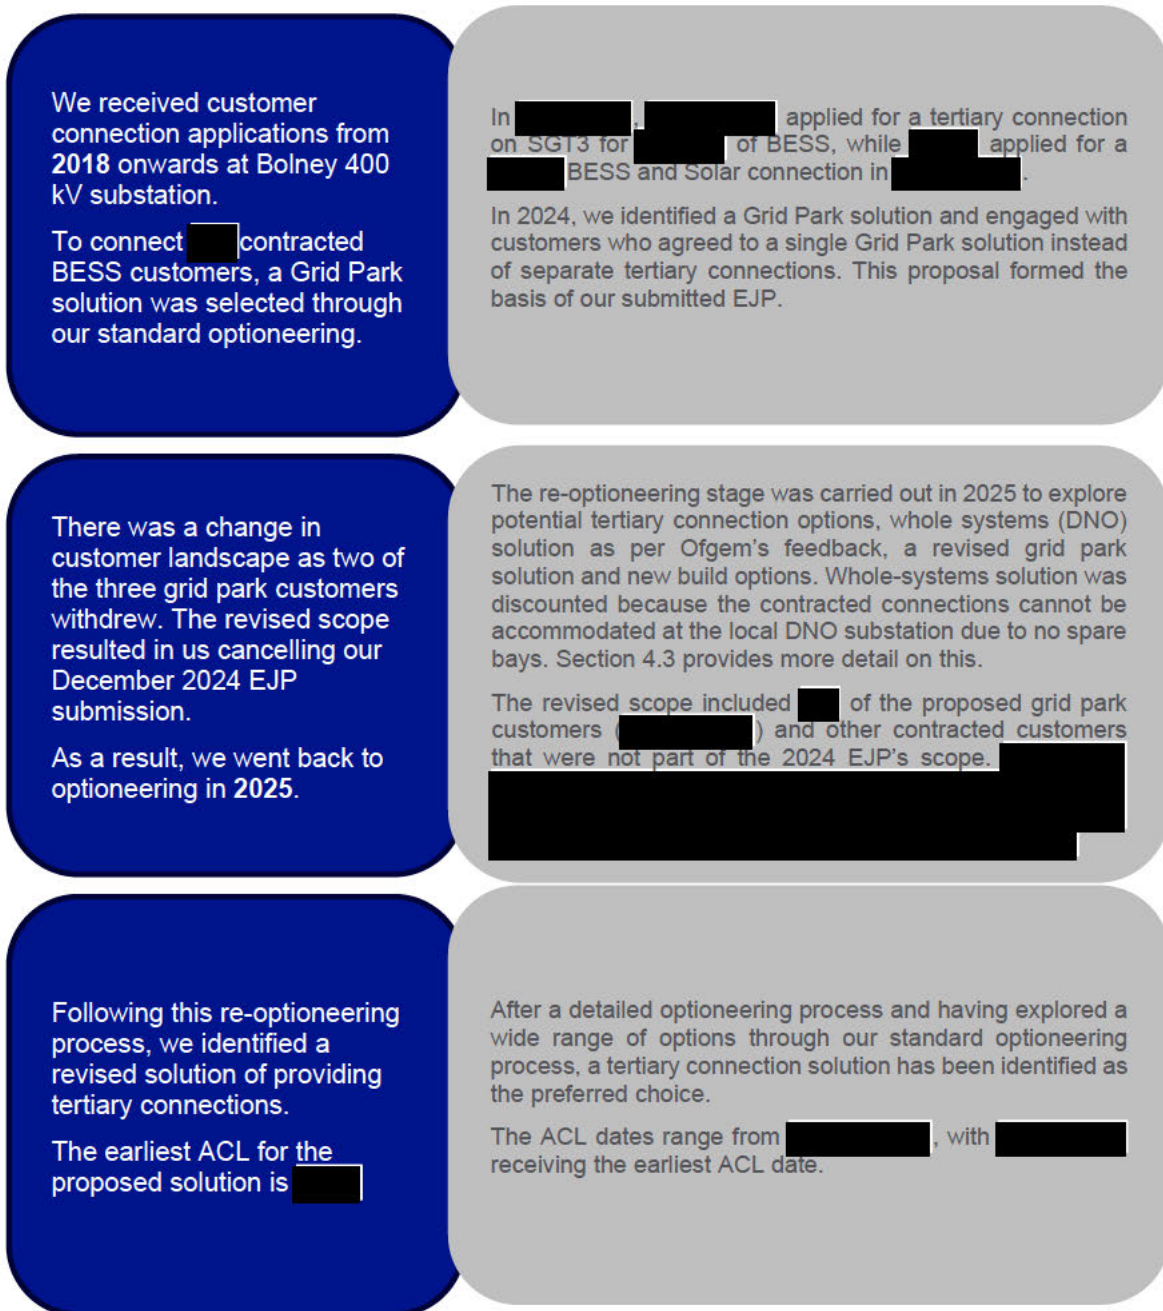 We received customer
connection applications from
2018 onwards at Bolney 400
kV substation.
To connect contracted
BESS customers, a Grid Park
solution was selected through
our standard optioneering.
In , applied for a tertiary connection
on SGT3 for of BESS, while applied for a
BESS and Solar connection in .
In 2024, we identified a Grid Park solution and engaged with
customers who agreed to a single Grid Park solution instead
of separate tertiary connections. This proposal formed the
basis of our submitted EJP.
There was a change in
customer landscape as two of
the three grid park customers
withdrew. The revised scope
resulted in us cancelling our
December 2024 EJP
submission.
As a result, we went back to
optioneering in 2025.
The re-optioneering stage was carried out in 2025 to explore
potential tertiary connection options, whole systems (DNO)
solution as per Ofgem's feedback, a revised grid park
solution and new build options. Whole-systems solution was
discounted because the contracted connections cannot be
accommodated at the local DNO substation due to no spare
bays. Section 4.3 provides more detail on this.
The revised scope included of the proposed grid park
customers ( ) and other contracted customers
that were not part of the 2024 EJP's scope.
Following this re-optioneering
process, we identified a
revised solution of providing
tertiary connections.
The earliest ACL for the
proposed solution is
After a detailed optioneering process and having explored a
wide range of options through our standard optioneering
process, a tertiary connection solution has been identified as
the preferred choice.
The ACL dates range from , with
receiving the earliest ACL date.